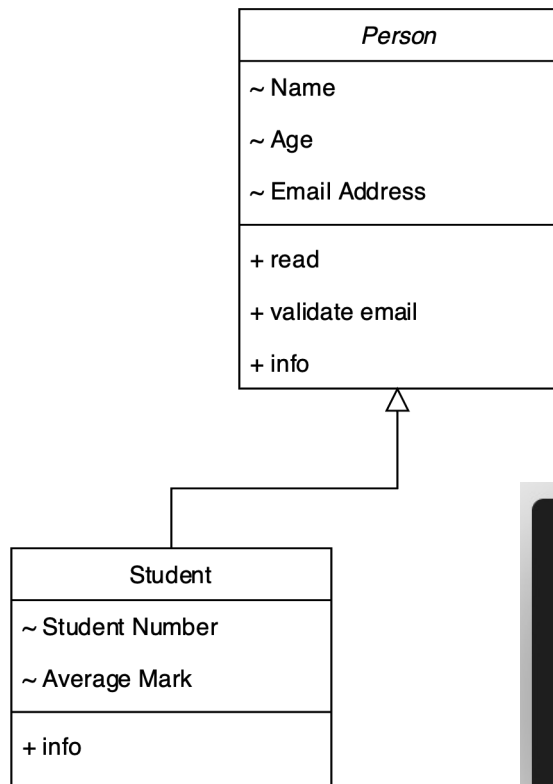 Person
~ Name
~ Age
~ Email Address
+ read
+ validate email
+ info
Student
~ Student Number
~ Average Mark
+ info